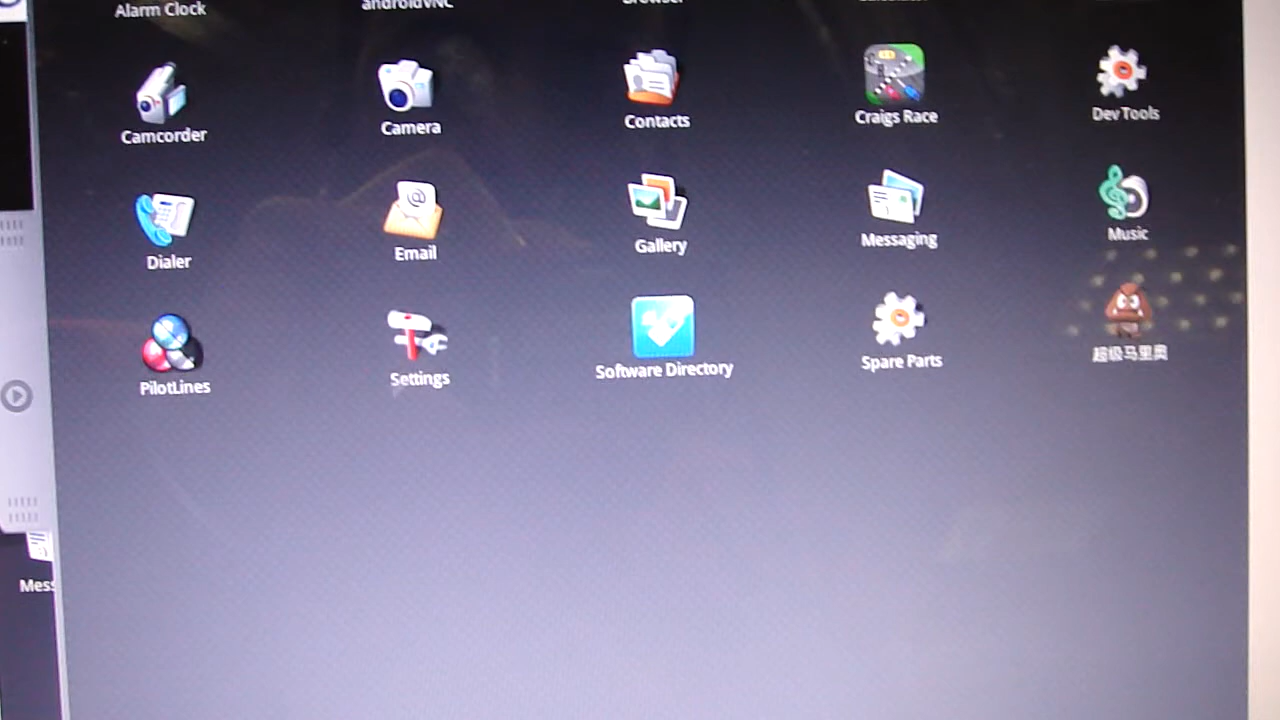 Alarm Clock
androidVNC
Browser
Camcorder
Camera
Contacts
Craigs Race
Dev Tools
Dialer
Email
Gallery
Messaging
Music
PilotLines
Settings
Software Directory
Spare Parts
超级马里奥
Mess